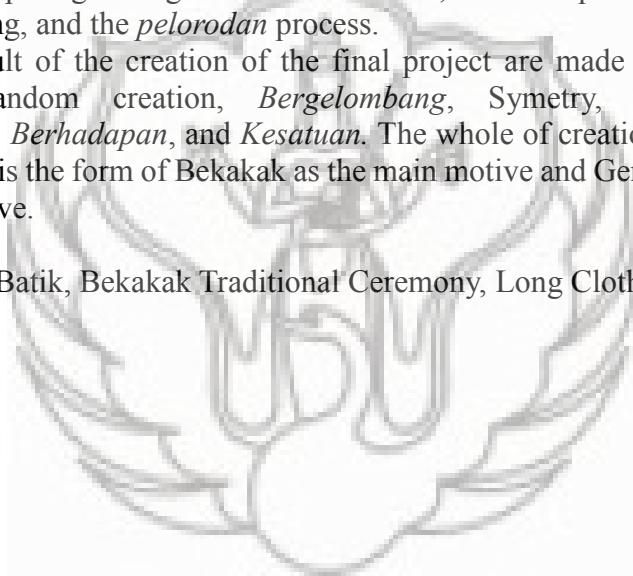 ng, and the pelorodan process.
ult of the creation of the final project are made
andom creation, Bergelombang, Symetry,
Berhadapan, and Kesatuan. The whole of creatio
is the form of Bekakak as the main motive and Ger
ve.
Batik, Bekakak Traditional Ceremony, Long Cloth